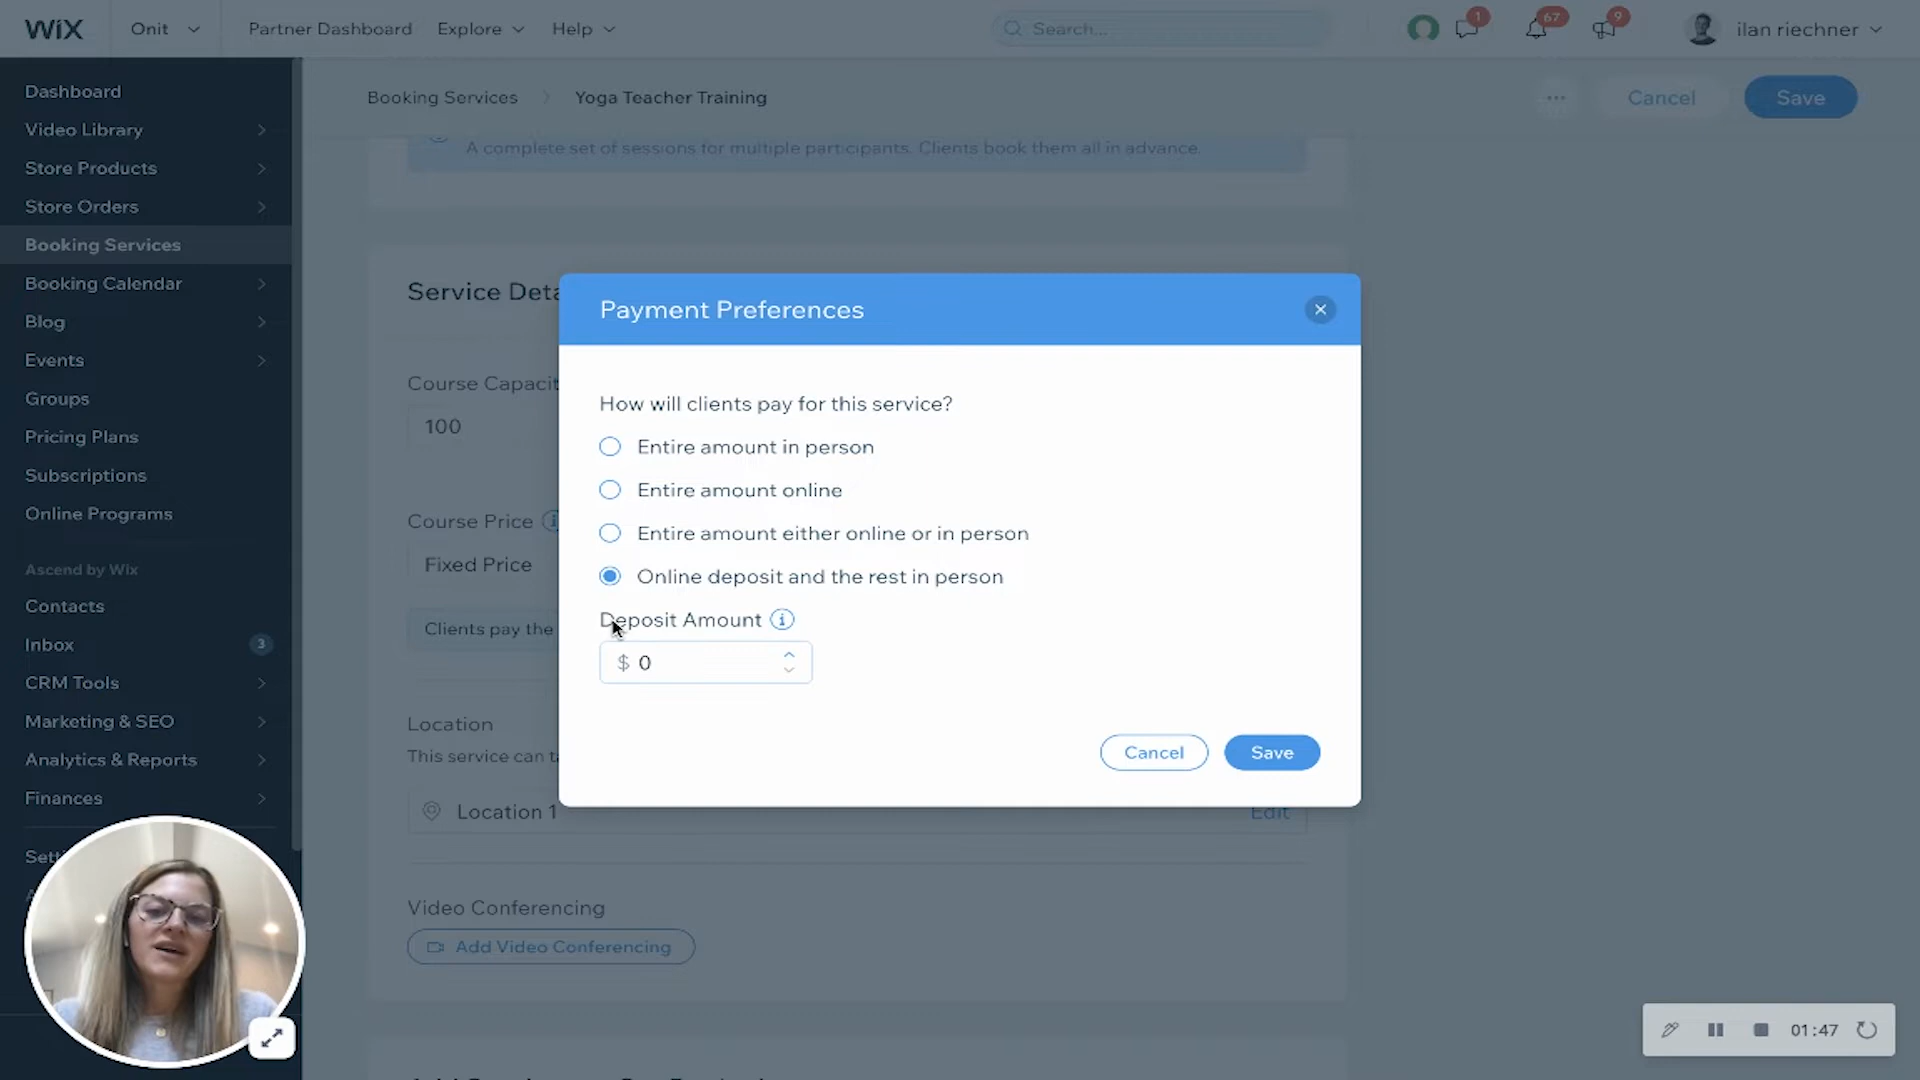 WIX
Onit
Partner Dashboard
Explore
Help
Search...
1
67
9
ilan riechner
Dashboard
Video Library
Store Products
Store Orders
Booking Services
Booking Calendar
Blog
Events
Groups
Pricing Plans
Subscriptions
Online Programs
Ascend by Wix
Contacts
Inbox
3
CRM Tools
Marketing & SEO
Analytics & Reports
Finances
Booking Services
Yoga Teacher Training
Cancel
Save
A complete set of sessions for multiple participants. Clients book them all in advance.
Service
Course
100
Course Price
Fixed Price
Clients pay the
Location
This service can
Location 1
Edit
Video Conferencing
Add Video Conferencing
Payment Preferences
How will clients pay for this service?
Entire amount in person
Entire amount online
Entire amount either online or in person
Online deposit and the rest in person
Deposit Amount
$ 0
Cancel
Save
01:47